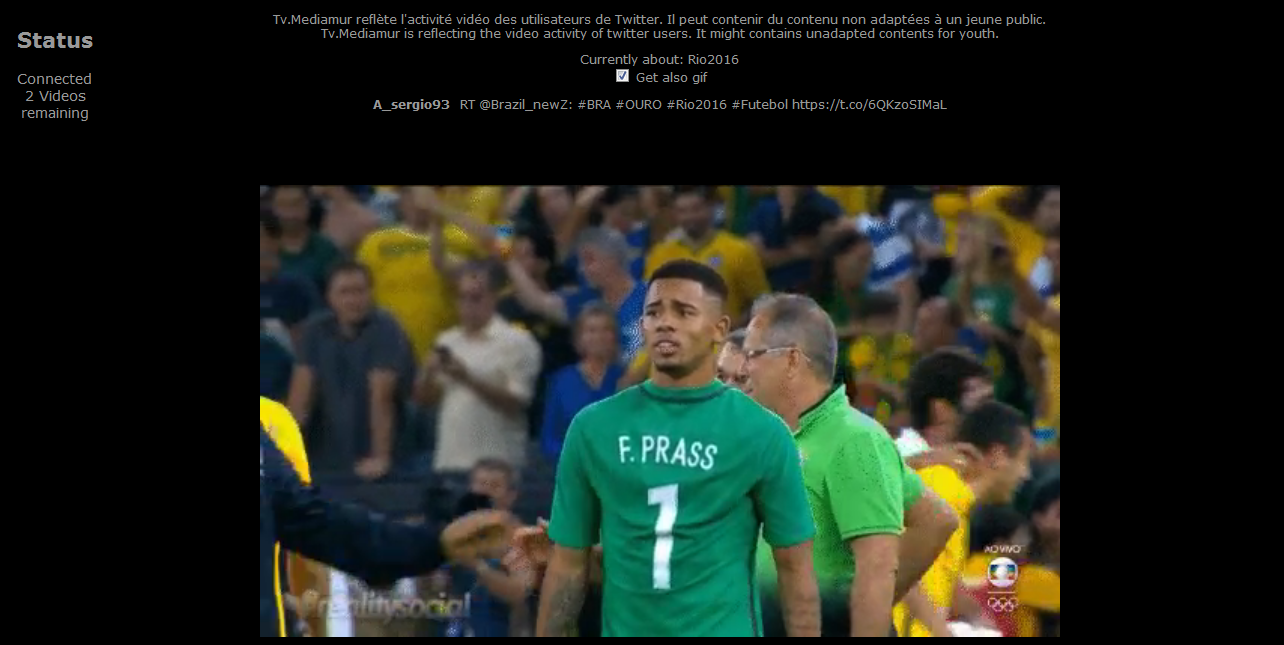 Status
Connected
2 Videos
remaining
Tv.Mediamur reflète l'activité vidéo des utilisateurs de Twitter. Il peut contenir du contenu non adaptées à un jeune public.
Tv.Mediamur is reflecting the video activity of twitter users. It might contains unadapted contents for youth.
Currently about: Rio2016
Get also gif
A_sergio93 RT @Brazil_newZ: #BRA #OURO #Rio2016 #Futebol https://t.co/6QKzoSIMaL
F. PRASS
1
AO VIVO
#realitysocial